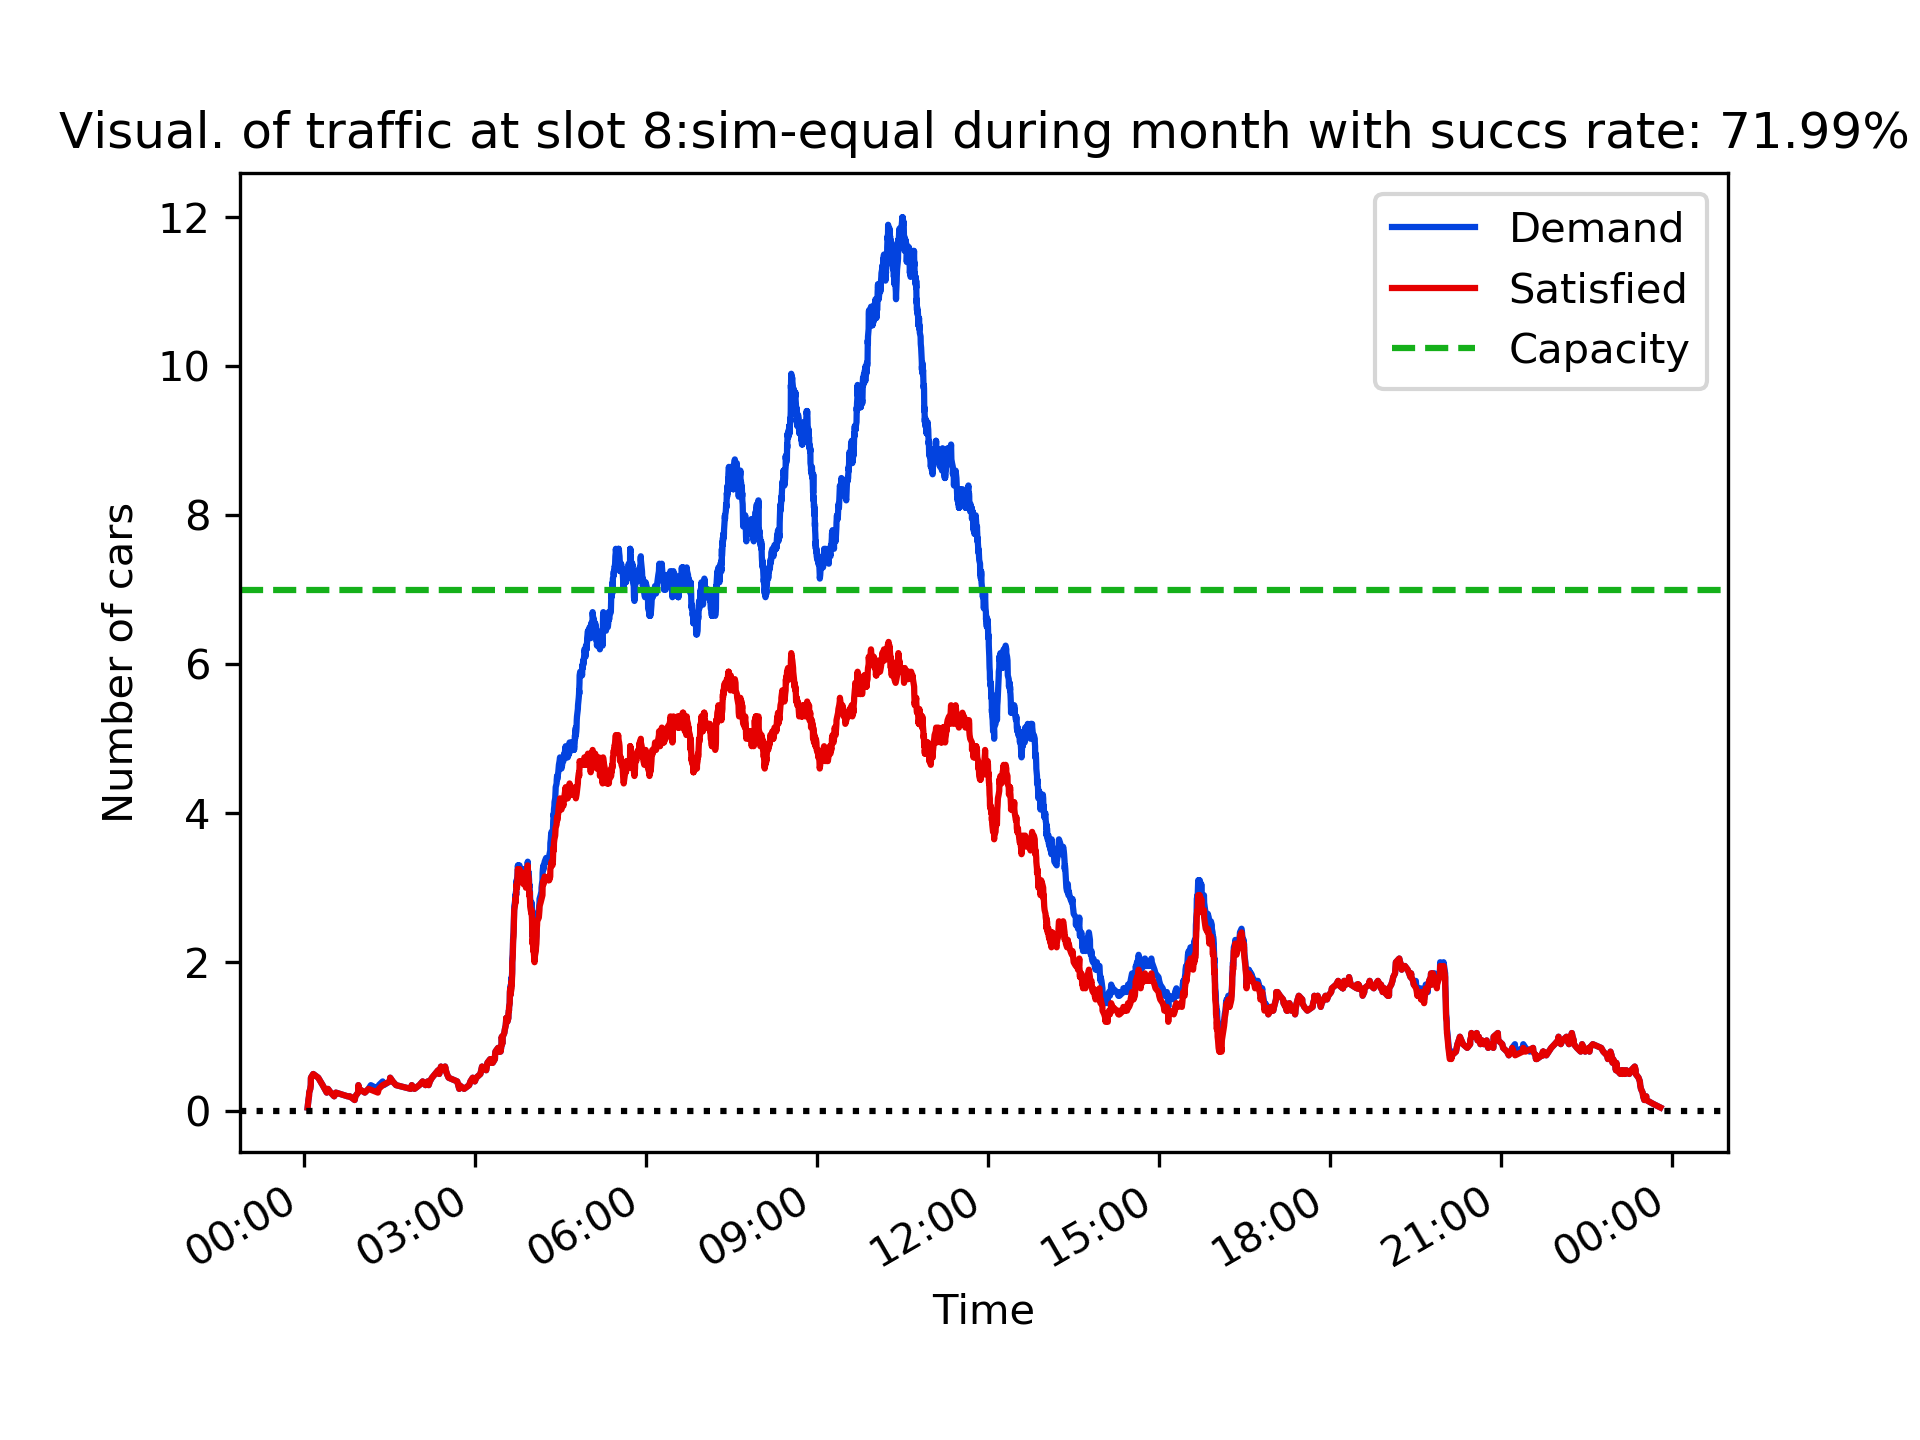 Visual. of traffic at slot 8:sim-equal during month with succs rate: 71.99%
12
10
8
6
4
2
0
Number of cars
Demand
Satisfied
Capacity
00:00
03:00
06:00
09:00
12:00
15:00
18:00
21:00
00:00
Time